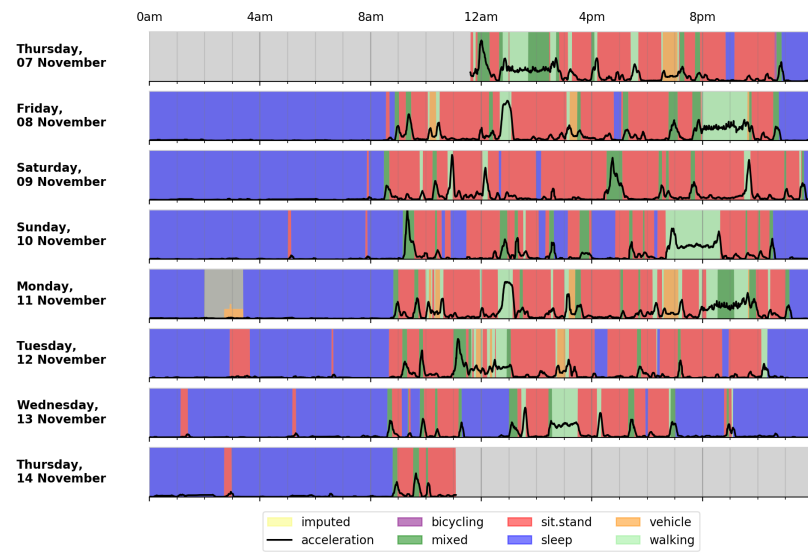 0am 4am 8am 12am 4pm 8pm
Thursday,
07 November
Friday,
08 November
Saturday,
09 November
Sunday,
10 November
Monday,
11 November
Tuesday,
12 November
Wednesday,
13 November
Thursday,
14 November
imputed bicycling sit.stand vehicle
acceleration mixed sleep walking